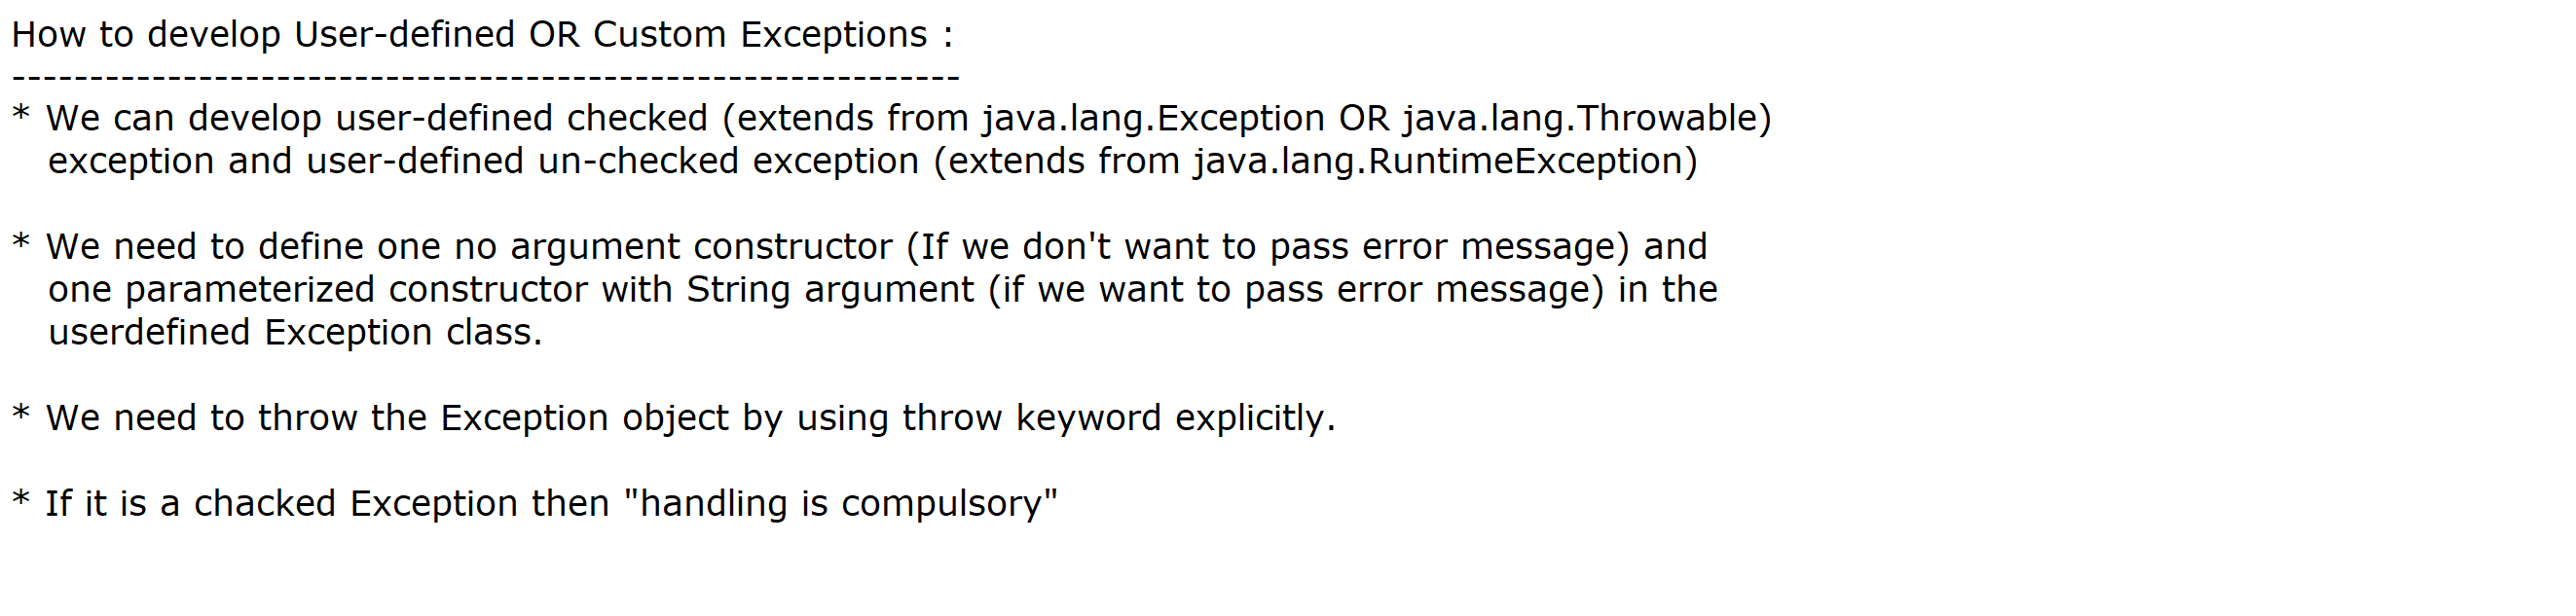 How to develop User-defined OR Custom Exceptions :
-------------------------------------------------------------
* We can develop user-defined checked (extends from java.lang.Exception OR java.lang.Throwable)
exception and user-defined un-checked exception (extends from java.lang.RuntimeException)
* We need to define one no argument constructor (If we don't want to pass error message) and
one parameterized constructor with String argument (if we want to pass error message) in the
userdefined Exception class.
* We need to throw the Exception object by using throw keyword explicitly.
* If it is a chacked Exception then "handling is compulsory"